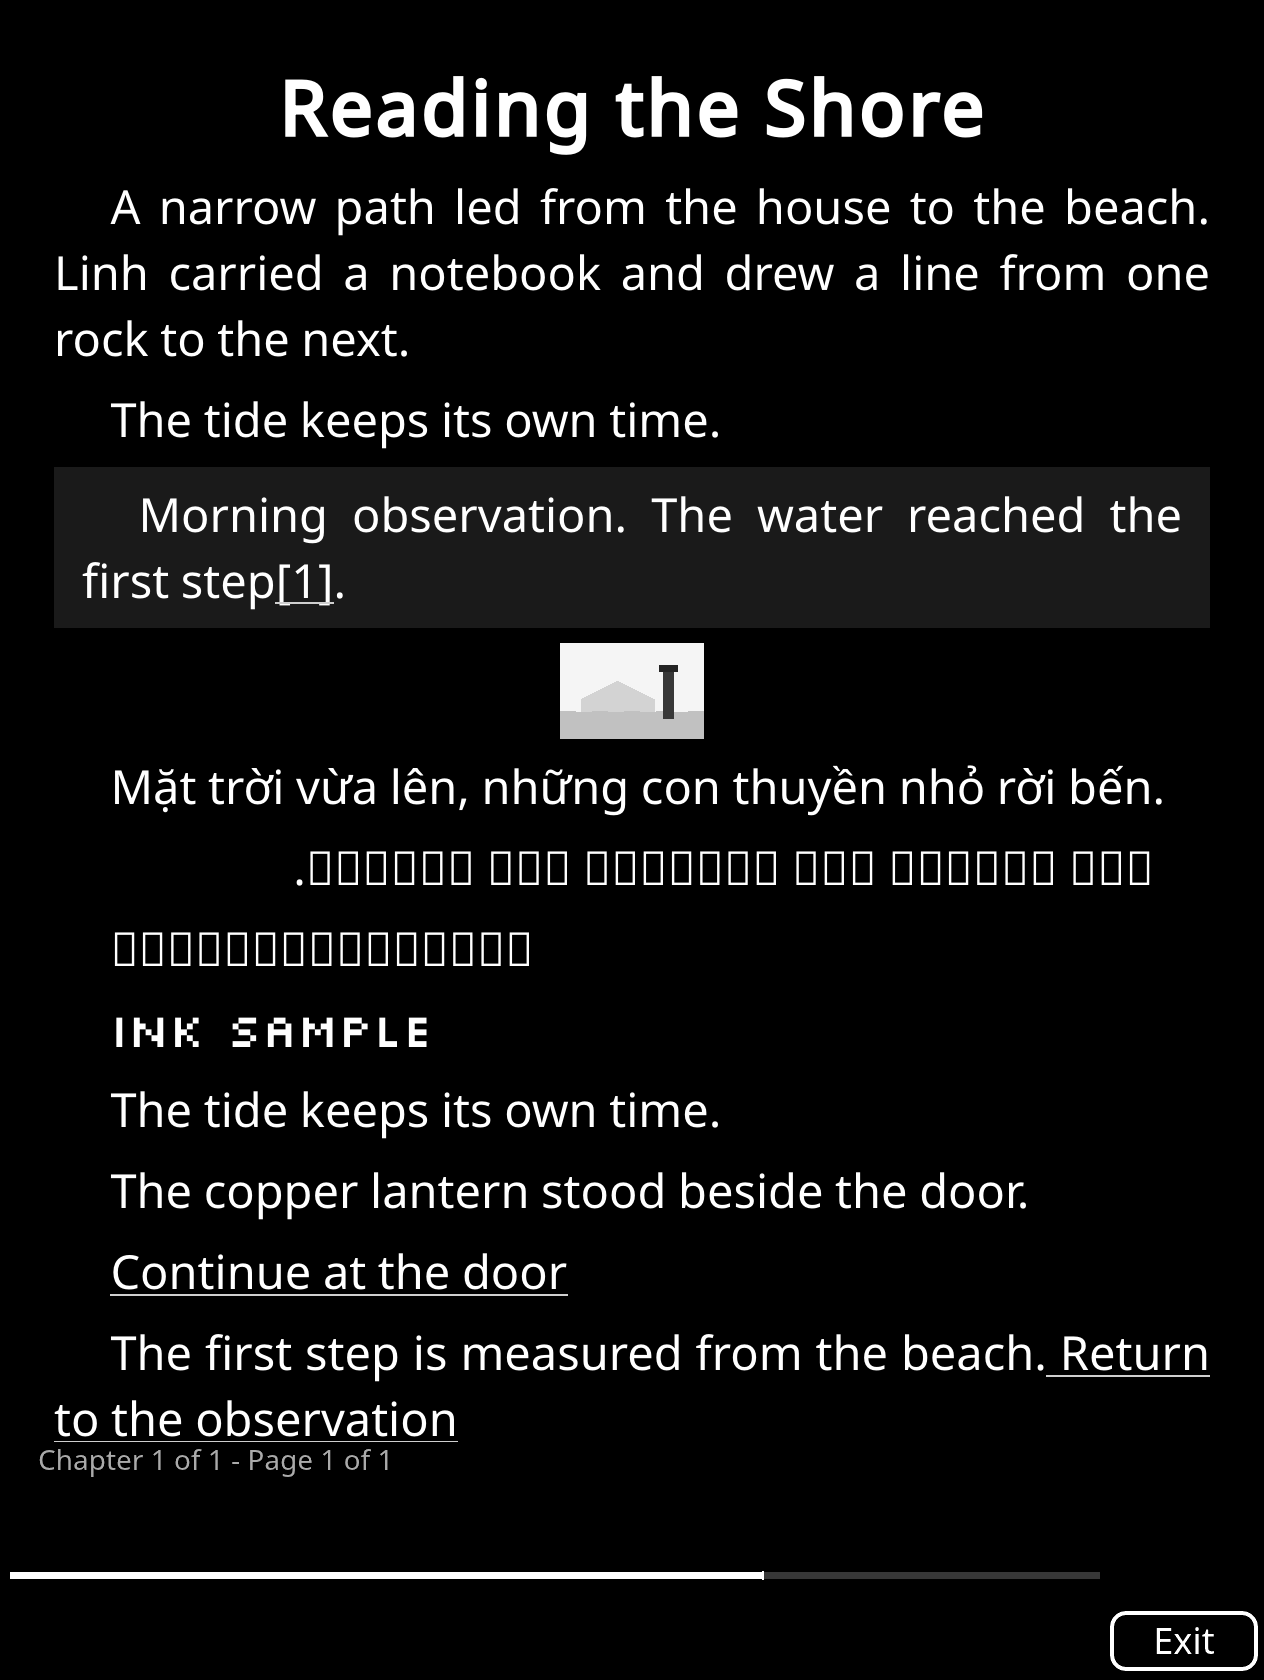 Reading the Shore
A narrow path led from the house to the beach.
Linh carried a notebook and drew a line from one
rock to the next.
The tide keeps its own time.
Morning observation. The water reached the
first step[1].
Mặt trời vừa lên, những con thuyền nhỏ rời bến.
INK SAMPLE
The tide keeps its own time.
The copper lantern stood beside the door.
Continue at the door
The first step is measured from the beach. Return
to the observation
Chapter 1 of 1 - Page 1 of 1
Exit